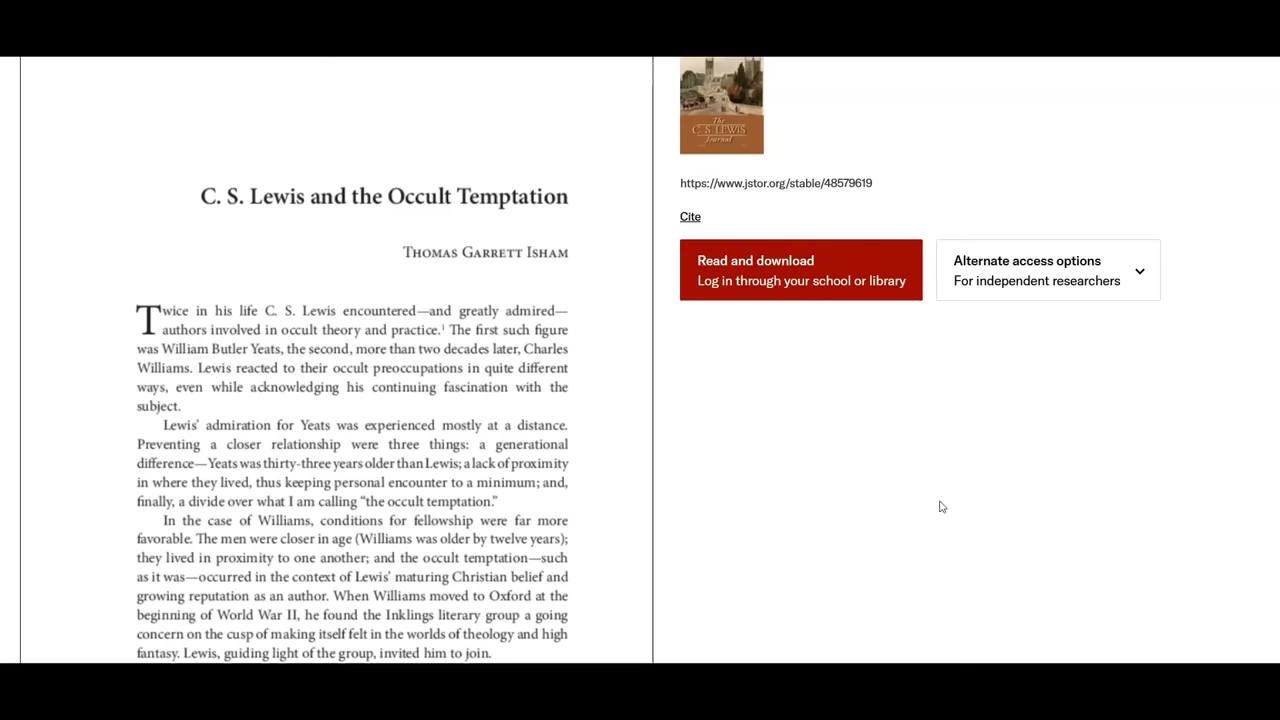 C. S. Lewis and the Occult Temptation
Thomas Garrett Isham
Twice in his life C. S. Lewis encountered—and greatly admired—
authors involved in occult theory and practice.¹ The first such figure
was William Butler Yeats, the second, more than two decades later, Charles
Williams. Lewis reacted to their occult preoccupations in quite different
ways, even while acknowledging his continuing fascination with the
subject.
Lewis’ admiration for Yeats was experienced mostly at a distance.
Preventing a closer relationship were three things: a generational
difference—Yeats was thirty-three years older than Lewis; a lack of proximity
in where they lived, thus keeping personal encounter to a minimum; and,
finally, a divide over what I am calling “the occult temptation.”
In the case of Williams, conditions for fellowship were far more
favorable. The men were closer in age (Williams was older by twelve years);
they lived in proximity to one another; and the occult temptation—such
as it was—occurred in the context of Lewis’ maturing Christian belief and
growing reputation as an author. When Williams moved to Oxford at the
beginning of World War II, he found the Inklings literary group a going
concern on the cusp of making itself felt in the worlds of theology and high
fantasy. Lewis, guiding light of the group, invited him to join.
The
C. S. LEWIS
Journal
https://www.jstor.org/stable/48579619
Cite
Read and download
Log in through your school or library
Alternate access options
For independent researchers